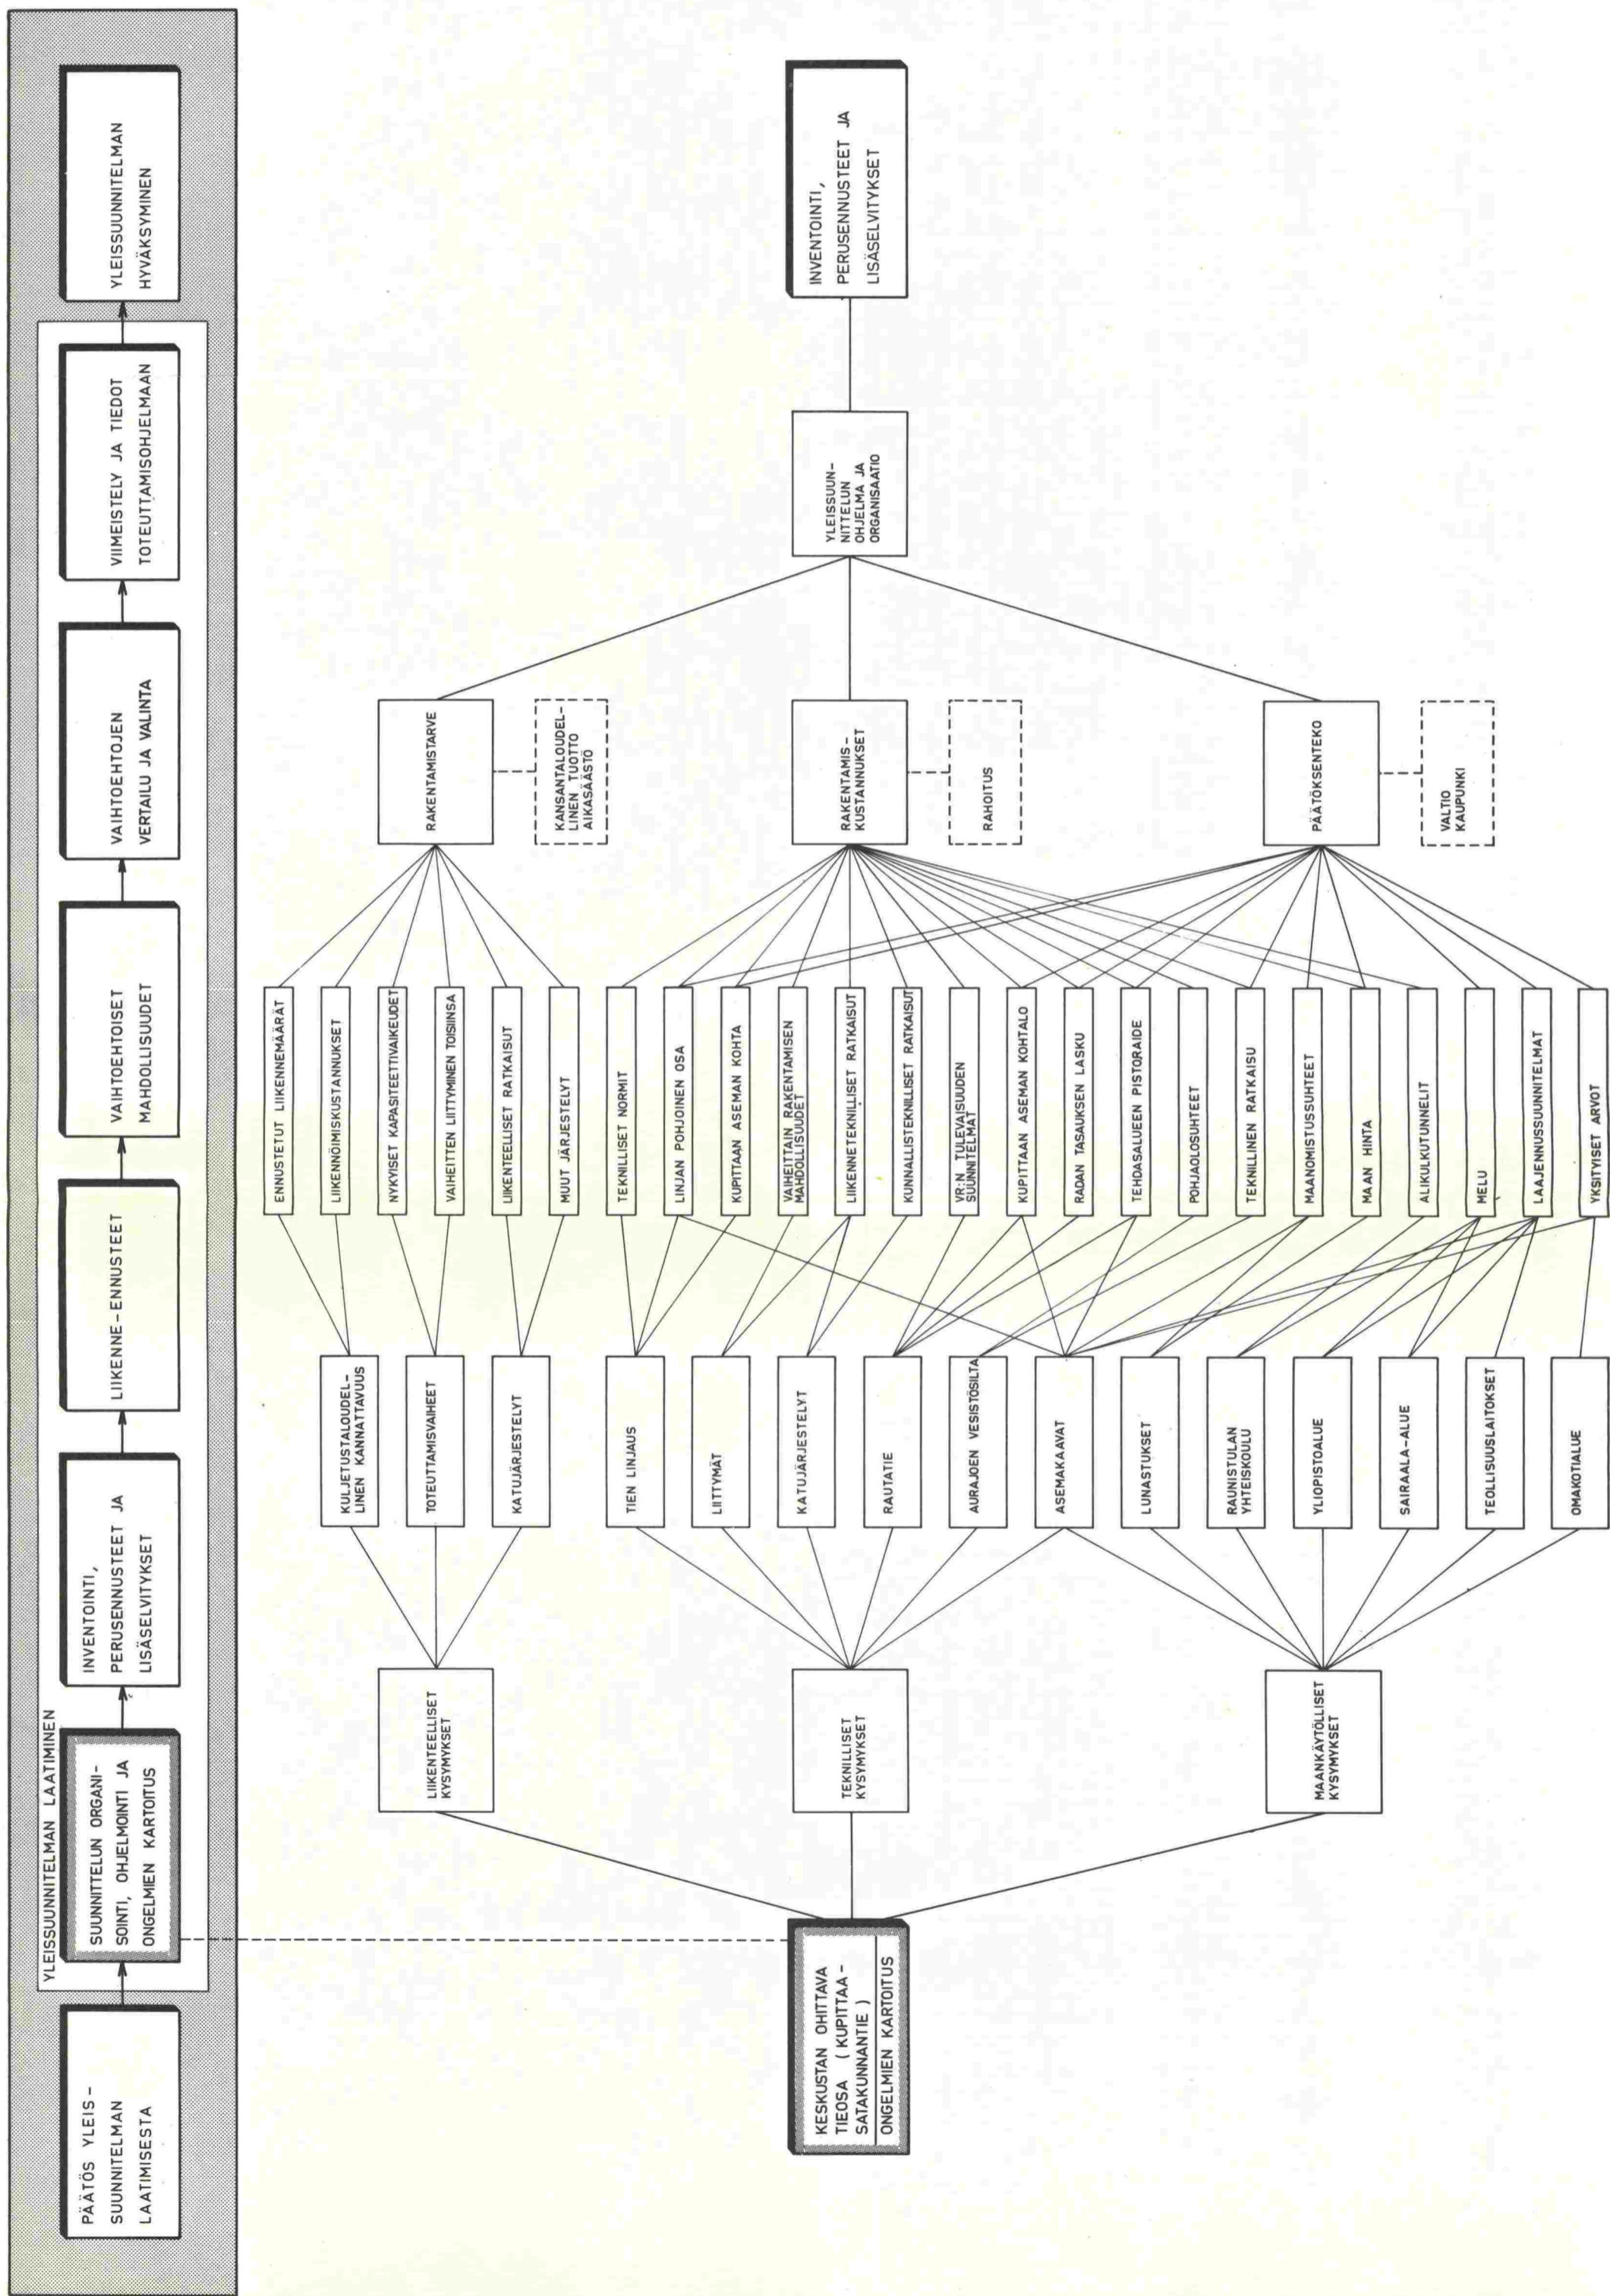 PÄÄTÖS YLEIS-
SUUNNITELMAN
LAATIMISESTA
YLEISSUUNNITELMAN LAATIMINEN
SUUNNITTELUN ORGANI-
SOINTI, OHJELMOINTI JA
ONGELMIEN KARTOITUS
INVENTOINTI,
PERUSENNUSTEET JA
LISÄSELVITYKSET
LIIKENNE-ENNUSTEET
VAIHTOEHTOISET
MAHDOLLISUUDET
VAIHTOEHTOJEN
VERTAILU JA VALINTA
VIIMEISTELY JA TIEDOT
TOTEUTTAMISOHJELMAAN
YLEISSUUNNITELMAN
HYVÄKSYMINEN
KESKUSTAN OHITTAVA
TIEOSA (KUPITTAA-
SATAKUNNANTIE)
ONGELMIEN KARTOITUS
LIIKENTEELLISET
KYSYMYKSET
TEKNILLISET
KYSYMYKSET
MAANKÄYTÖLLISET
KYSYMYKSET
KULJETUSTALOUDEL-
LINEN KANNATTAVUUS
TOTEUTTAMISVAIHEET
KATUJÄRJESTELYT
TIEN LINJAUS
LIITTYMÄT
KATUJÄRJESTELYT
RAUTATIE
AURAJOEN VESISTÖSILTA
ASEMAKAAVAT
LUNASTUKSET
RAUNISTULAN
YHTEISKOULU
YLIOPISTOALUE
SAIRAALA-ALUE
TEOLLISUUSLAITOKSET
OMAKOTIALUE
ENNUSTETUT LIIKENNEMÄÄRÄT
LIIKENNÖIMISKUSTANNUKSET
NYKYISET KAPASITEETTIVAIKEUDET
VAIHEITTEN LIITTYMINEN TOISIINSA
LIIKENTEELLISET RATKAISUT
MUUT JÄRJESTELYT
TEKNILLISET NORMIT
LINJAN POHJOINEN OSA
KUPITTAAN ASEMAN KOHTA
VAIHEITTAIN RAKENTAMISEN
MAHDOLLISUUDET
LIIKENNETEKNILLISET RATKAISUT
KUNNALLISTEKNILLISET RATKAISUT
VR:N TULEVAISUUDEN
SUUNNITELMAT
KUPITTAAN ASEMAN KOHTALO
RADAN TASAUKSEN LASKU
TEHDASALUEEN PISTORAIDE
POHJAOLOSUHTEET
TEKNILLINEN RATKAISU
MAANOMISTUSSUHTEET
MAAN HINTA
ALIKULKUTUNNELIT
MELU
LAAJENNUSSUUNNITELMAT
YKSITYISET ARVOT
RAKENTAMISTARVE
KANSANTALOUDEL-
LINEN TUOTTO
AIKASÄÄSTÖ
RAKENTAMIS-
KUSTANNUKSET
RAHOITUS
PÄÄTÖKSENTEKO
VALTIO
KAUPUNKI
YLEISSUUN-
NITTELUN
OHJELMA JA
ORGANISAATIO
INVENTOINTI,
PERUSENNUSTEET JA
LISÄSELVITYKSET